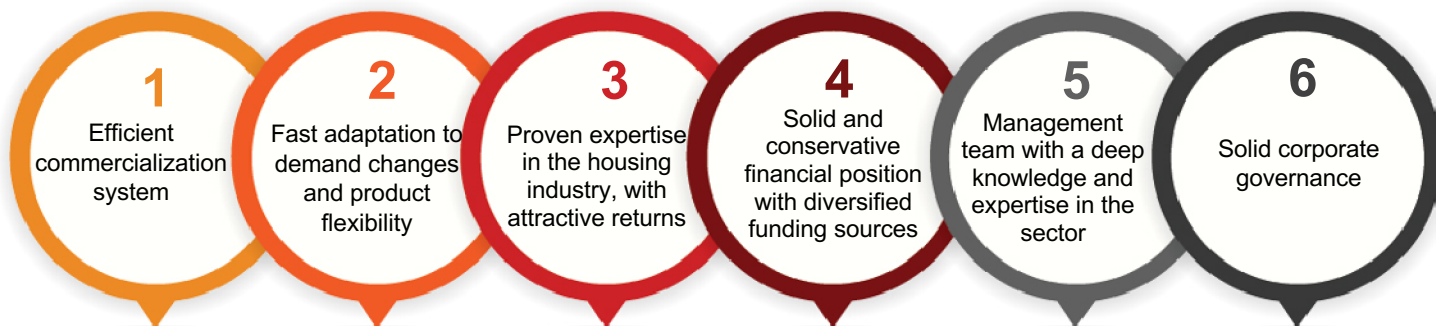 1
Efficient
commercialization
system
2
Fast adaptation to
demand changes
and product
flexibility
3
Proven expertise
in the housing
industry, with
attractive returns
4
Solid and
conservative
financial position
with diversified
funding sources
5
Management
team with a deep
knowledge and
expertise in the
sector
6
Solid corporate
governance